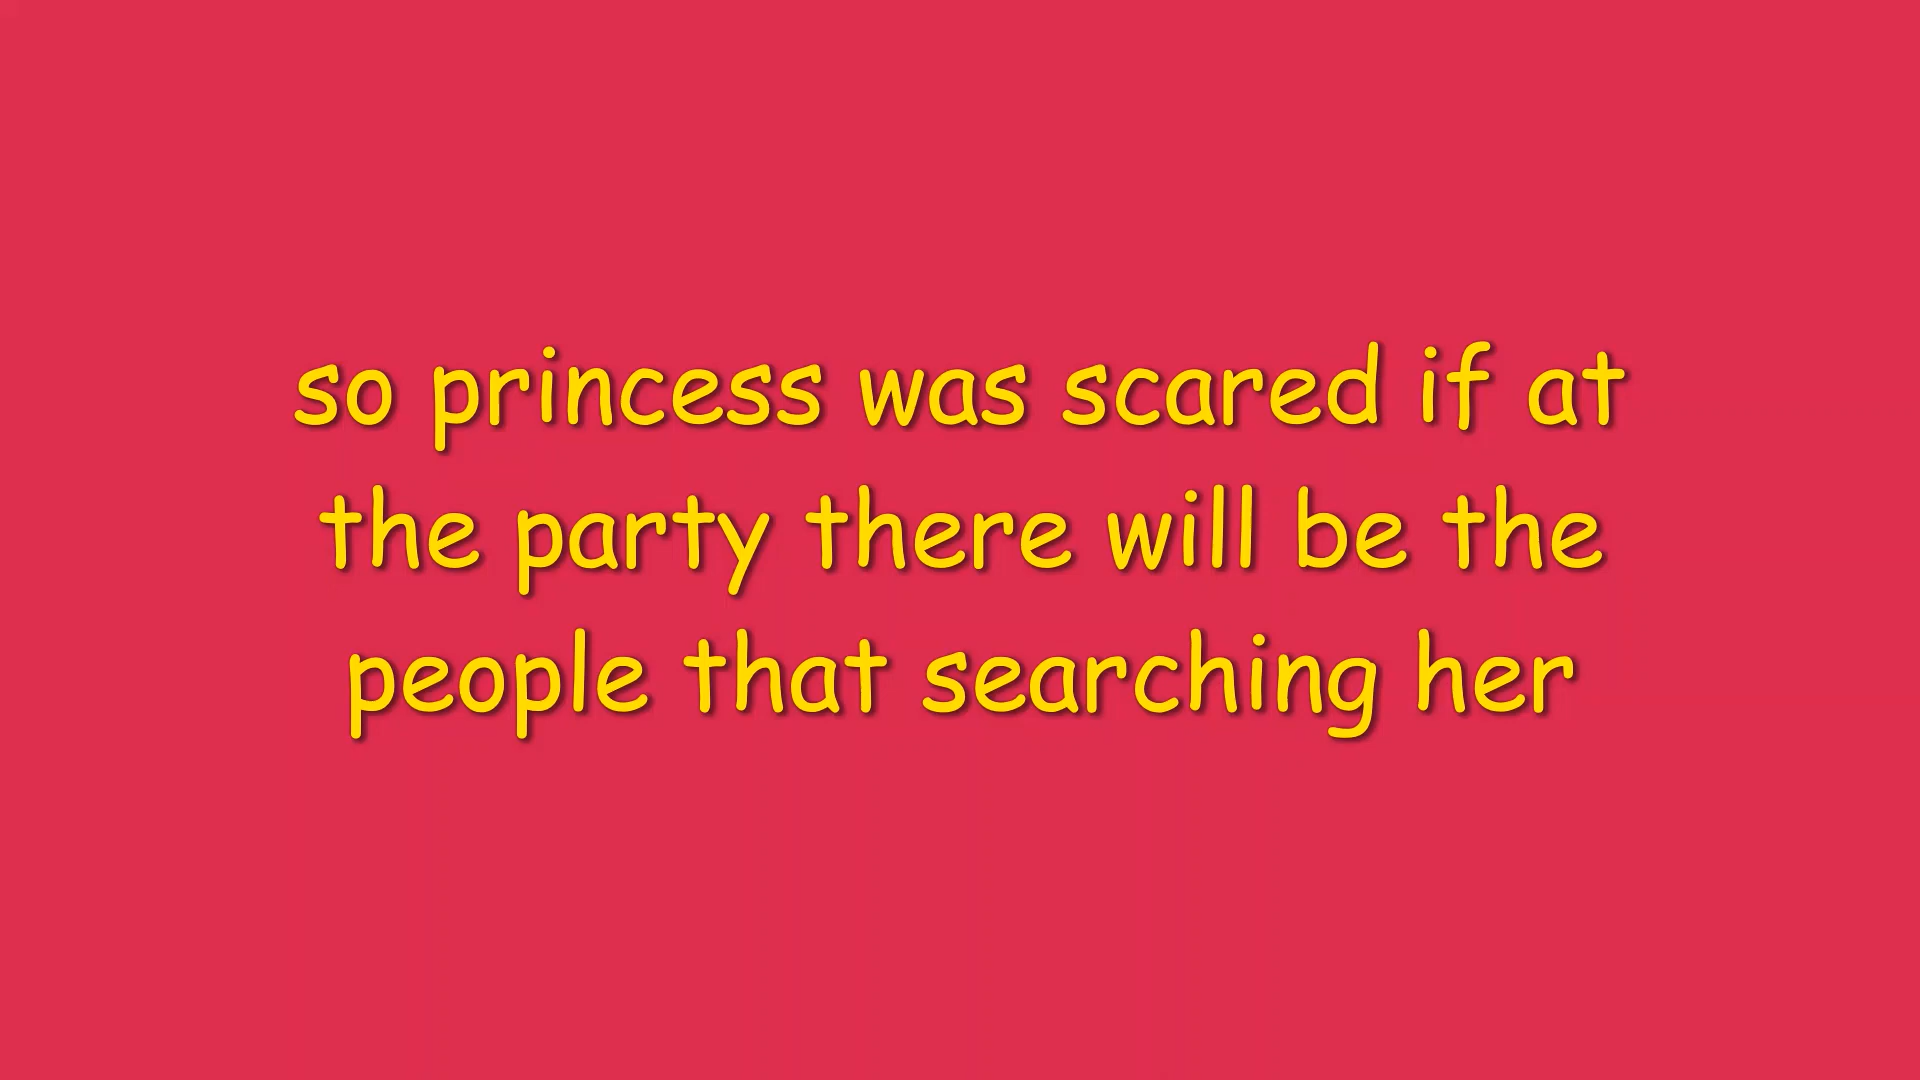 so princess was scared if at
the party there will be the
people that searching her